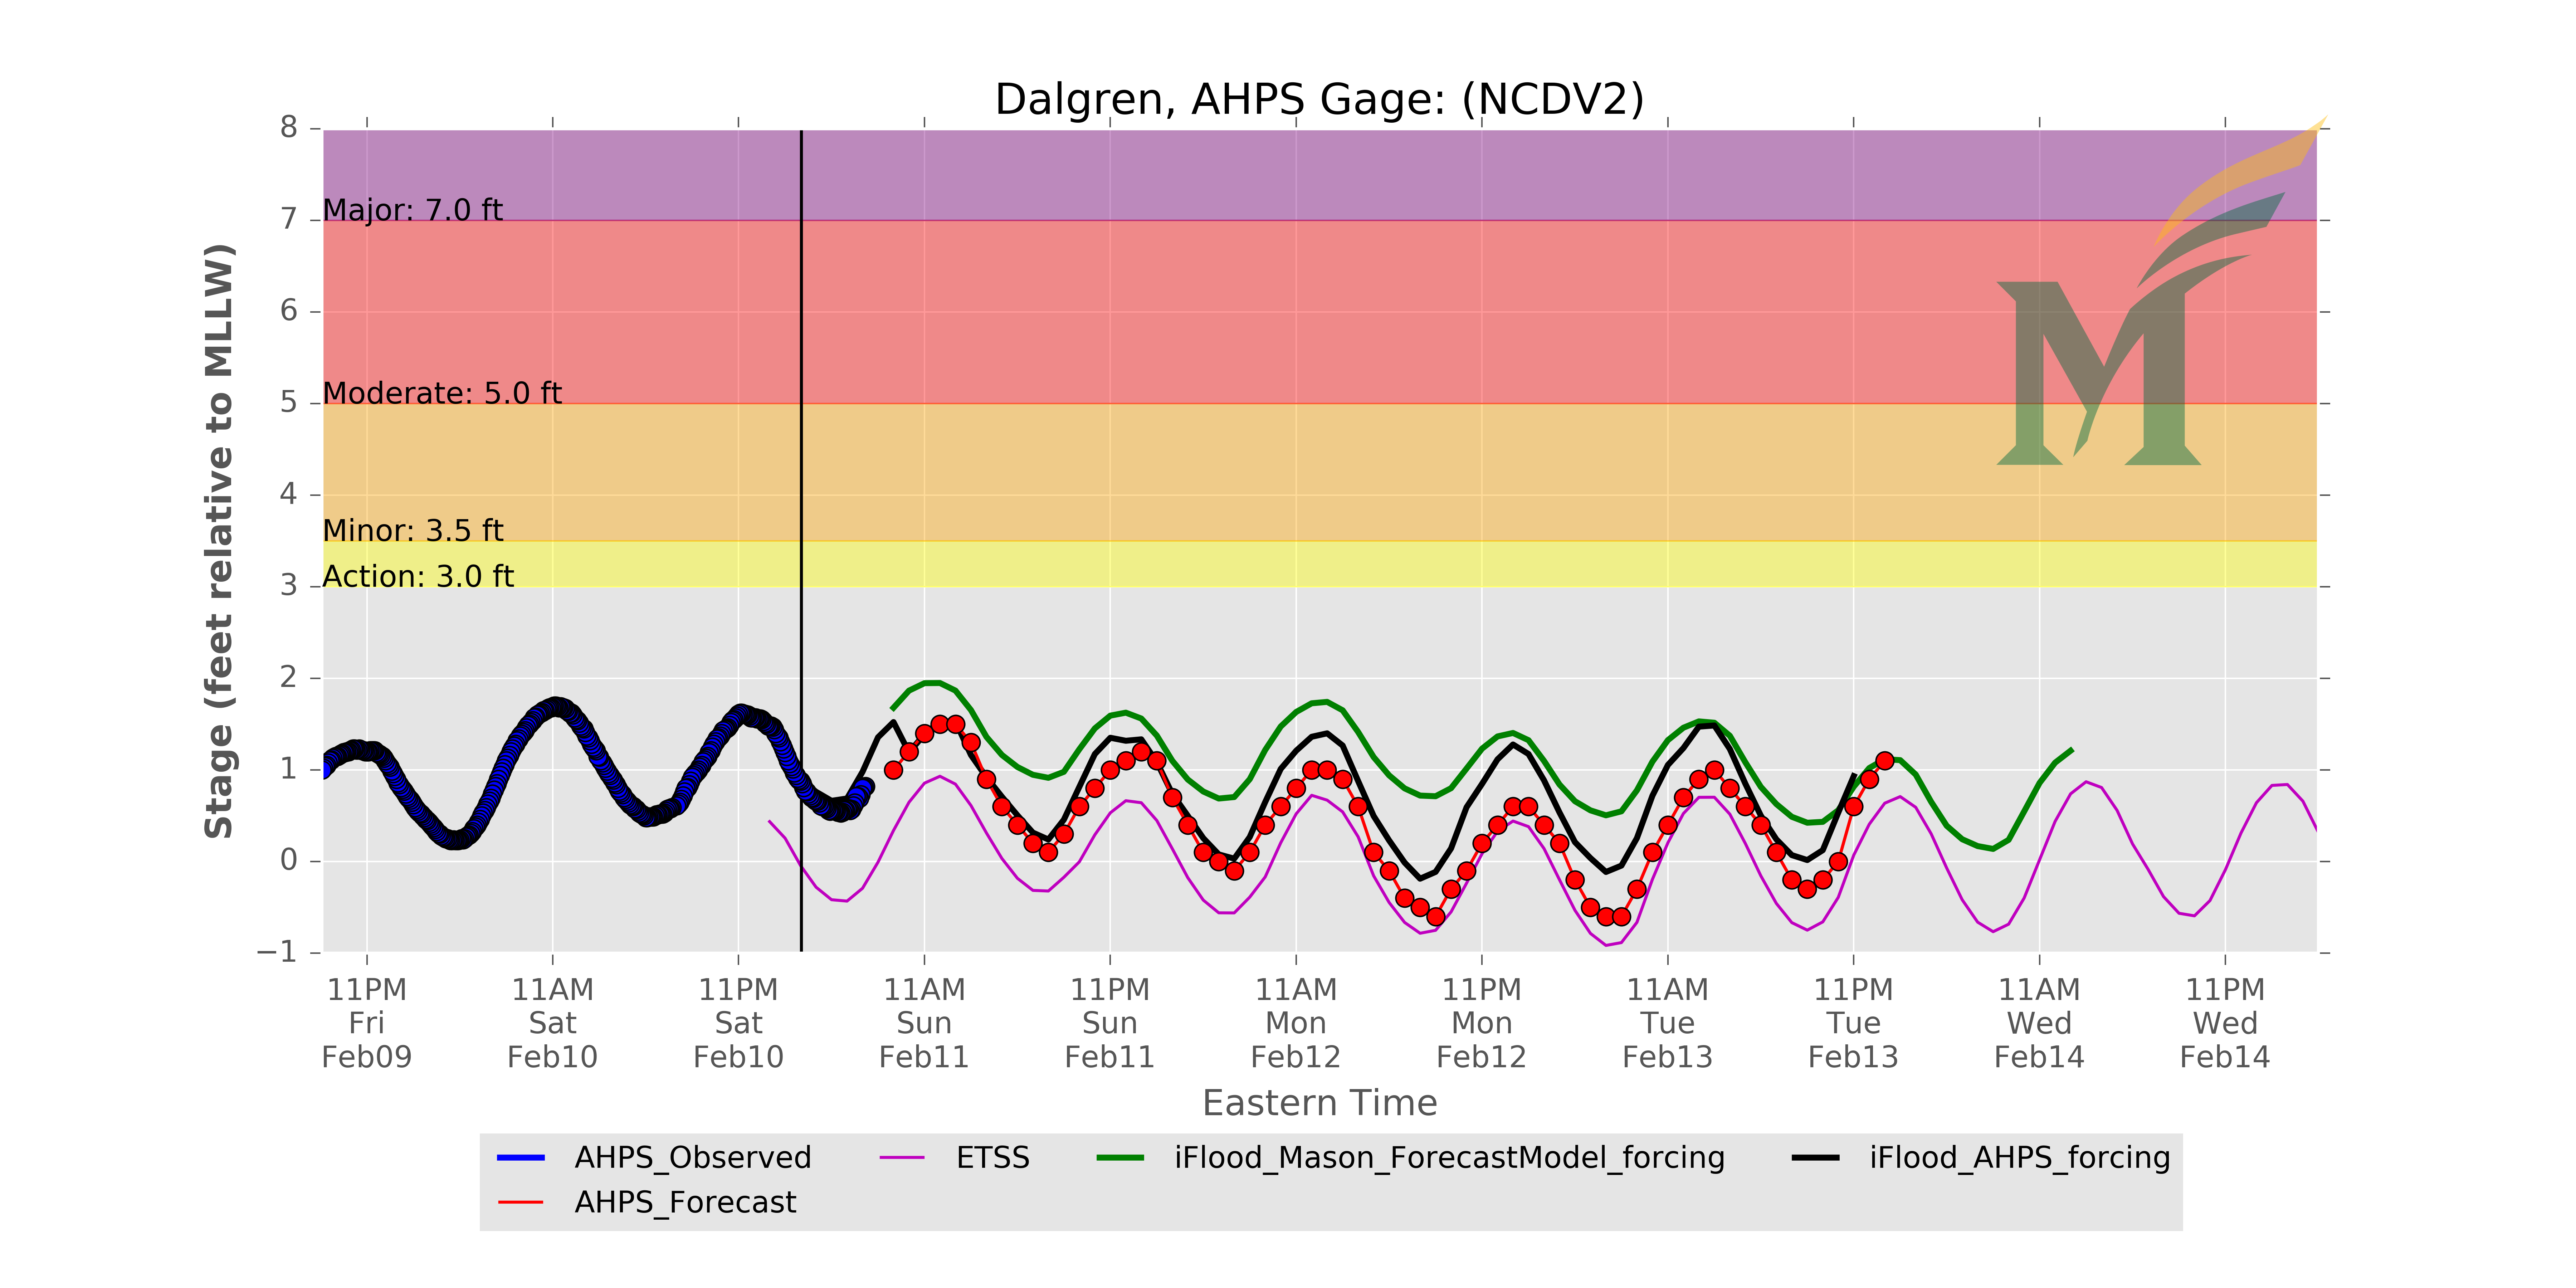 Dalgren, AHPS Gage: (NCDV2)
Stage (feet relative to MLLW)
8
7
6
5
4
3
2
1
0
−1
Major: 7.0 ft
Moderate: 5.0 ft
Minor: 3.5 ft
Action: 3.0 ft
M
11PM 11AM 11PM 11AM 11PM 11AM 11PM 11AM 11PM 11AM 11PM
Fri Sat Sat Sun Sun Mon Mon Tue Tue Wed Wed
Feb09 Feb10 Feb10 Feb11 Feb11 Feb12 Feb12 Feb13 Feb13 Feb14 Feb14
Eastern Time
AHPS_Observed ETSS iFlood_Mason_ForecastModel_forcing iFlood_AHPS_forcing
AHPS_Forecast